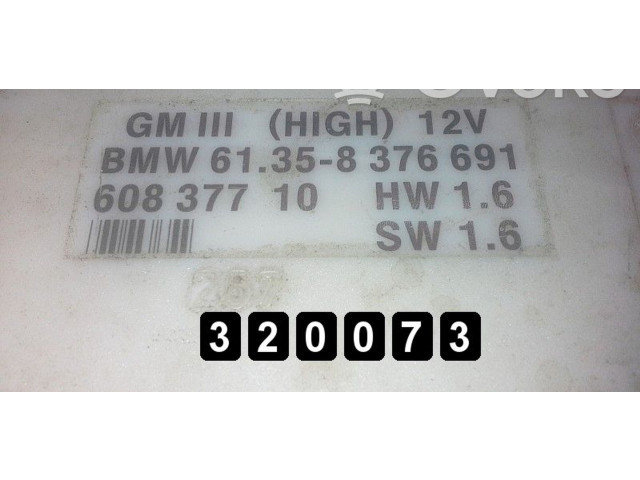 GM III (HIGH) 12V
BMW 61.35-8 376 691
608 377 10 HW 1.6
SW 1.6
320073